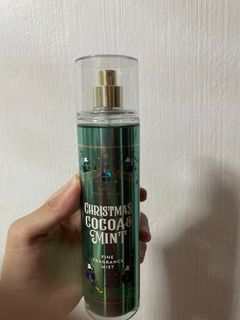 CHRISTMAS
COCOA &
MINT
FINE
FRAGRANCE
MIST